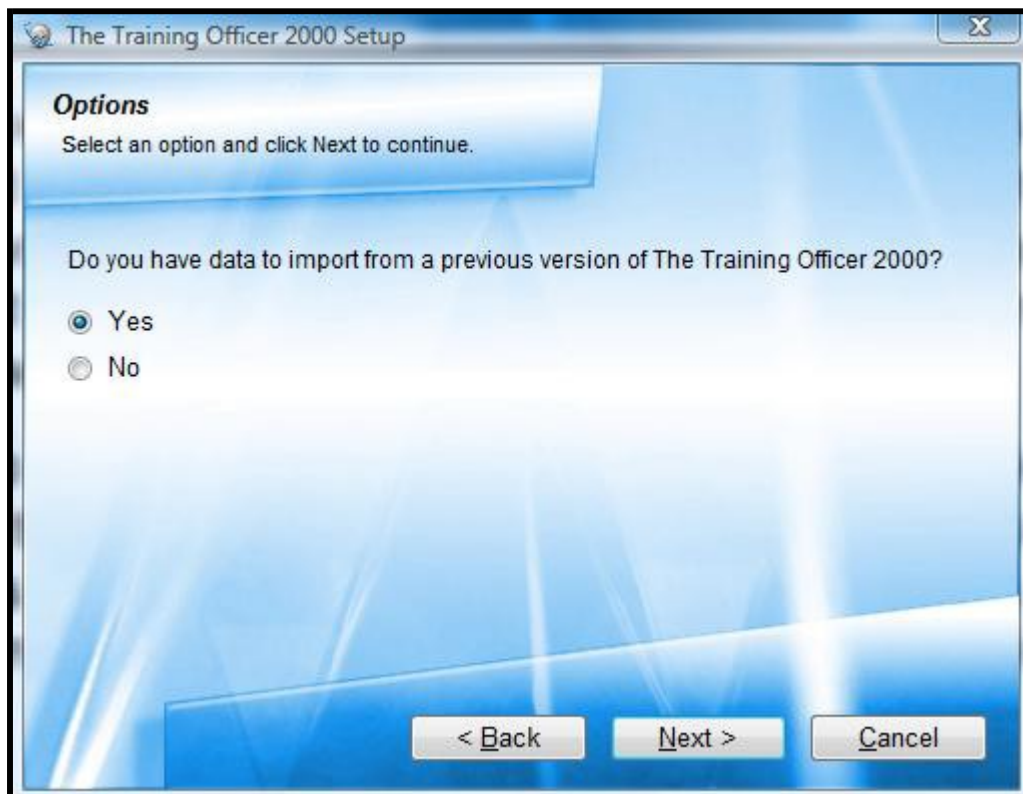 The Training Officer 2000 Setup
Options
Select an option and click Next to continue.
Do you have data to import from a previous version of The Training Officer 2000?
Yes
No
< Back
Next >
Cancel